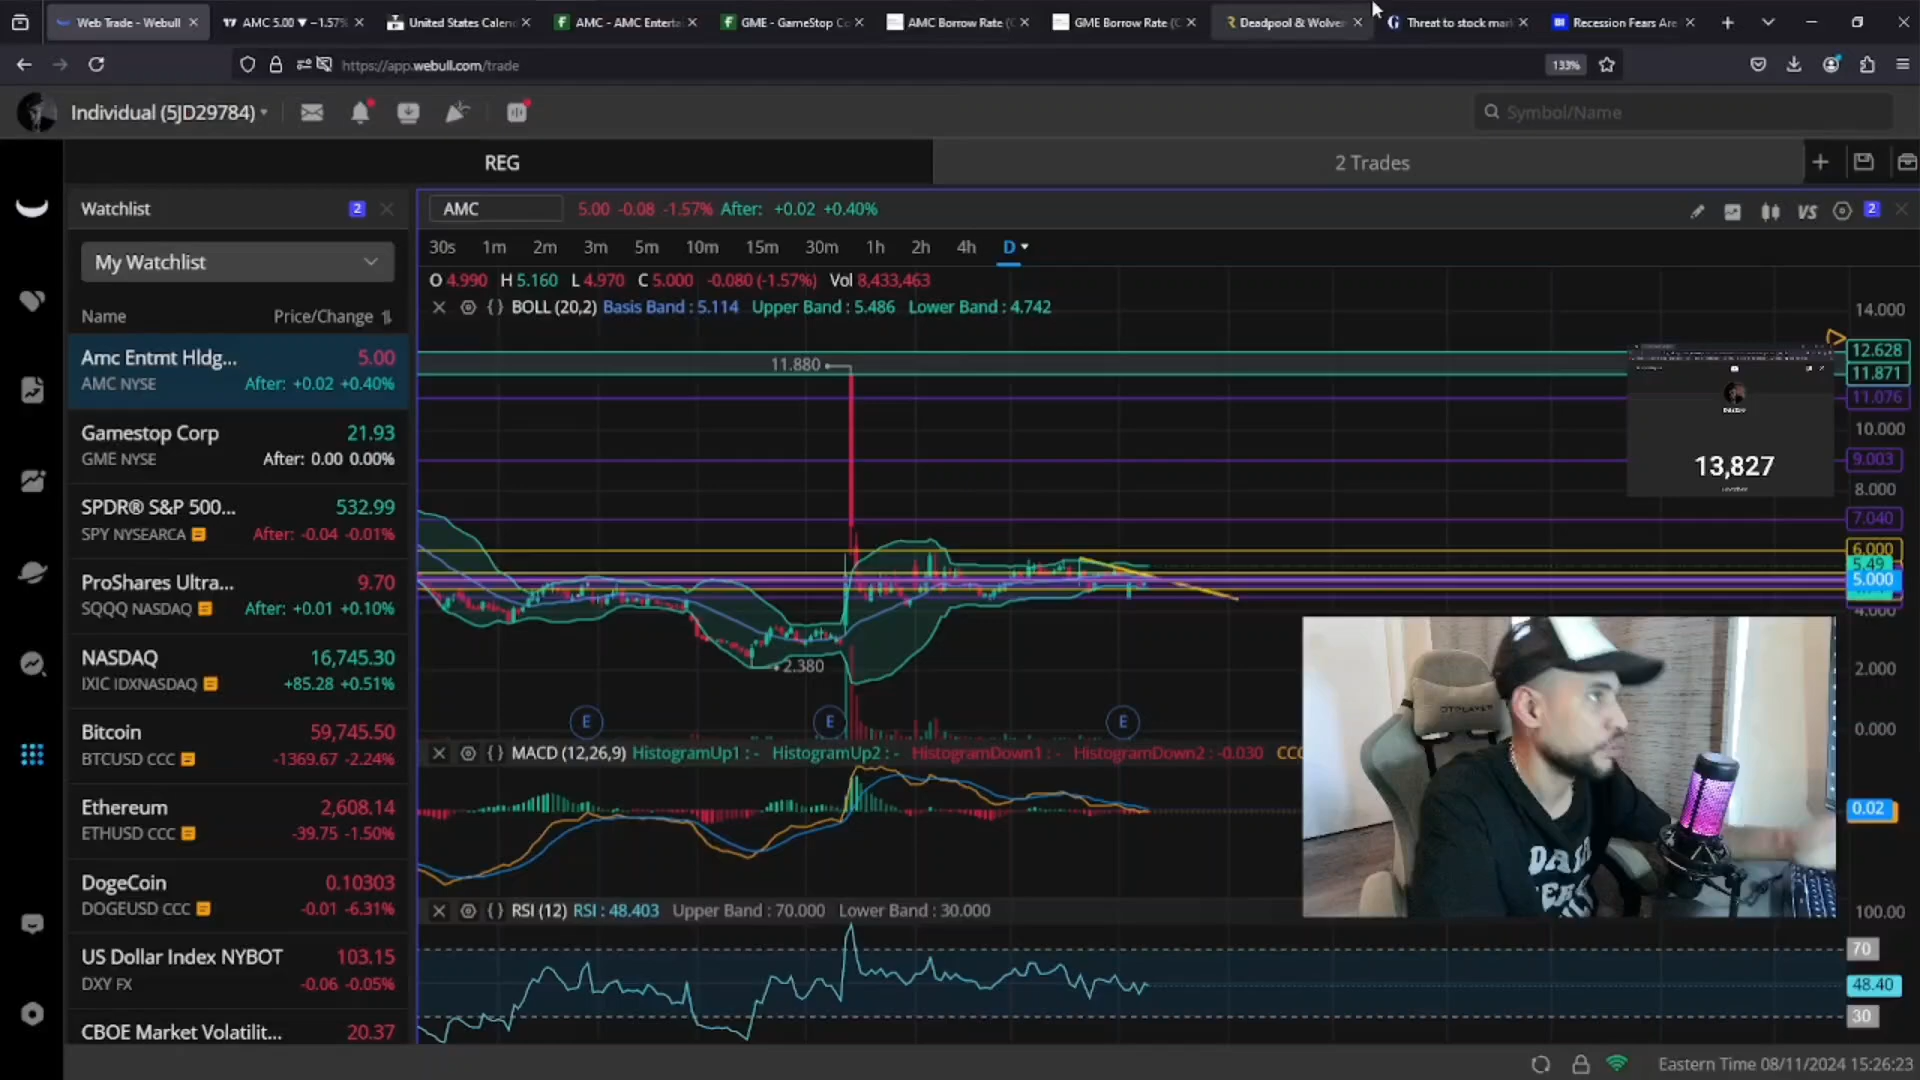 Web Trade - Webull
AMC 5.00 ▼ −1.57%
United States Calen
AMC - AMC Enterta
GME - GameStop Co
AMC Borrow Rate (
GME Borrow Rate (C
Deadpool & Wolver
Threat to stock mar
Recession Fears Are
https://app.webull.com/trade
133%
Individual (5JD29784)
Symbol/Name
REG
2 Trades
Watchlist
2
My Watchlist
Name
Price/Change
Amc Entmt Hldg...
5.00
AMC NYSE
After: +0.02 +0.40%
Gamestop Corp
21.93
GME NYSE
After: 0.00 0.00%
SPDR® S&P 500...
532.99
SPY NYSEARCA
After: -0.04 -0.01%
ProShares Ultra...
9.70
SQQQ NASDAQ
After: +0.01 +0.10%
NASDAQ
16,745.30
IXIC IDXNASDAQ
+85.28 +0.51%
Bitcoin
59,745.50
BTCUSD CCC
-1369.67 -2.24%
Ethereum
2,608.14
ETHUSD CCC
-39.75 -1.50%
DogeCoin
0.10303
DOGEUSD CCC
-0.01 -6.31%
US Dollar Index NYBOT
103.15
DXY FX
-0.06 -0.05%
CBOE Market Volatilit...
20.37
AMC
5.00 -0.08 -1.57% After: +0.02 +0.40%
VS
2
30s 1m 2m 3m 5m 10m 15m 30m 1h 2h 4h D
O 4.990 H 5.160 L 4.970 C 5.000 -0.080 (-1.57%) Vol 8,433,463
BOLL (20,2) Basis Band : 5.114 Upper Band : 5.486 Lower Band : 4.742
14.000
12.628
11.880
11.871
11.076
10.000
9.003
13,827
8.000
7.040
6.000
5.49
5.000
4.000
2.380
2.000
E
E
E
0.000
MACD (12,26,9) HistogramUp1 : - HistogramUp2 : - HistogramDown1 : - HistogramDown2 : -0.030
0.02
DTPLAYER
RSI (12) RSI : 48.403 Upper Band : 70.000 Lower Band : 30.000
100.00
70
48.40
30
Eastern Time 08/11/2024 15:26:23